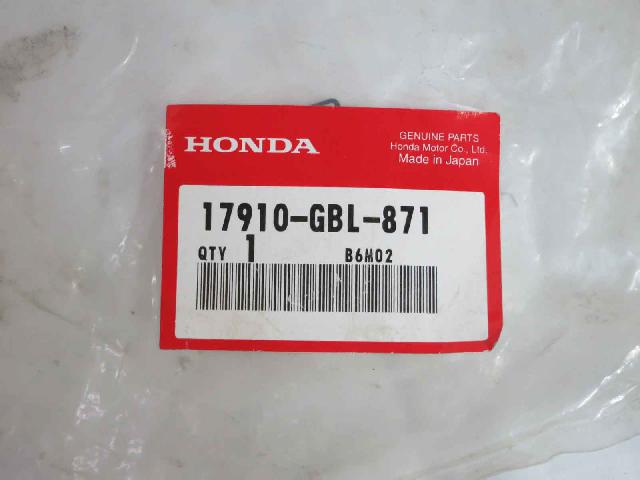 HONDA
GENUINE PARTS
Honda Motor Co., Ltd.
Made in Japan
17910-GBL-871
QTY 1 B6M02